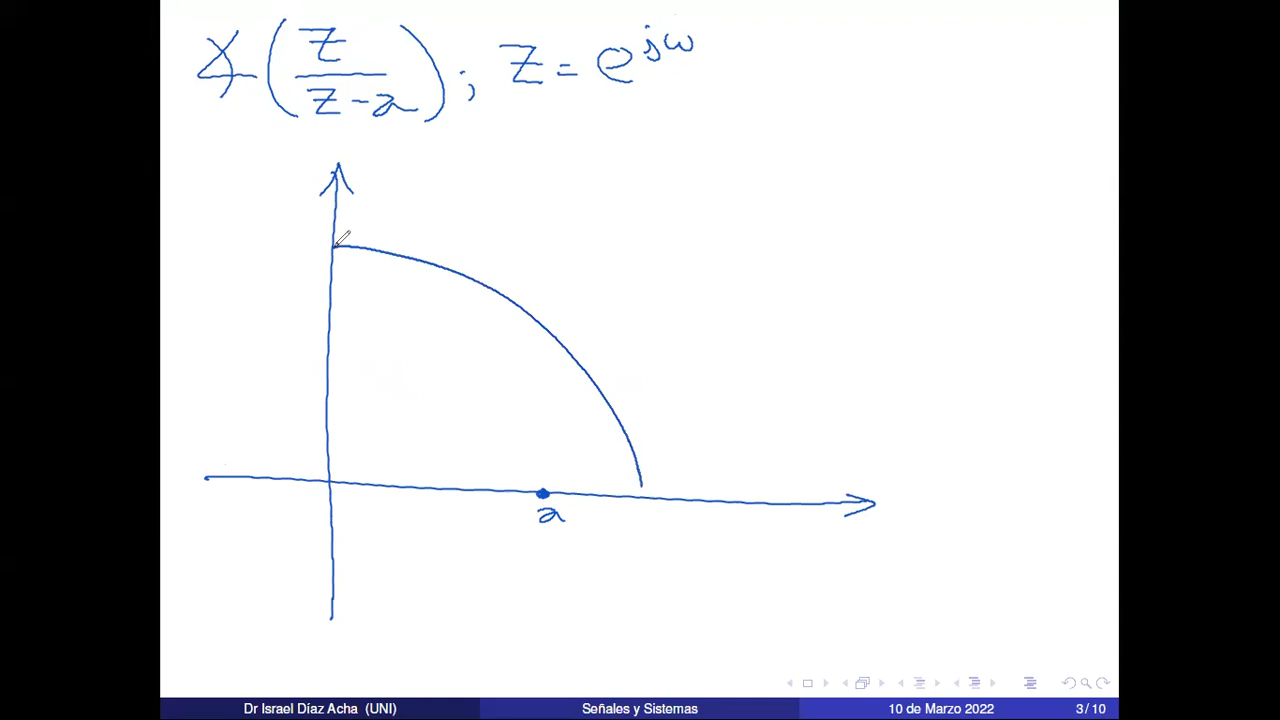 ∡(z/(z-a)); z = e^{jω}
a
Dr Israel Díaz Acha (UNI) Señales y Sistemas 10 de Marzo 2022 3 / 10